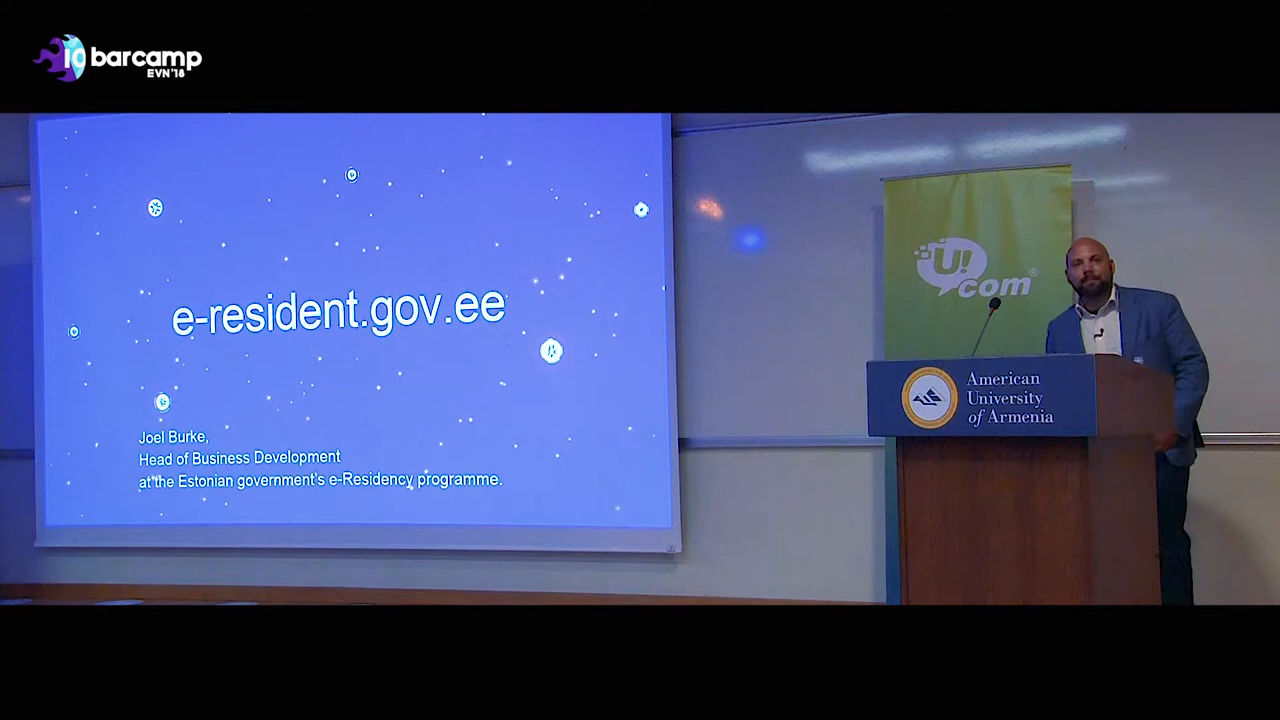 10 barcamp
EVN'18
e-resident.gov.ee
Joel Burke,
Head of Business Development
at the Estonian government's e-Residency programme.
U!
com®
American
University
of Armenia